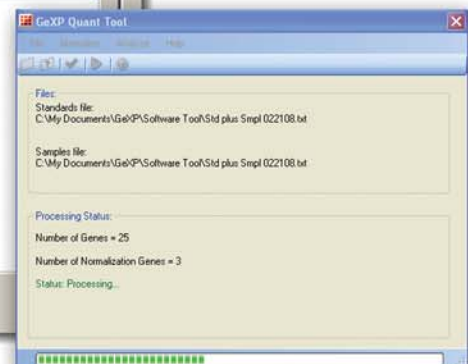 GeXP Quant Tool
Help
Files:
Standards file:
C:\My Documents\GeXP\Software Tool\Std plus Smpl 022108.txt
Samples file:
C:\My Documents\GeXP\Software Tool\Std plus Smpl 022108.txt
Processing Status:
Number of Genes = 25
Number of Normalization Genes = 3
Status: Processing...